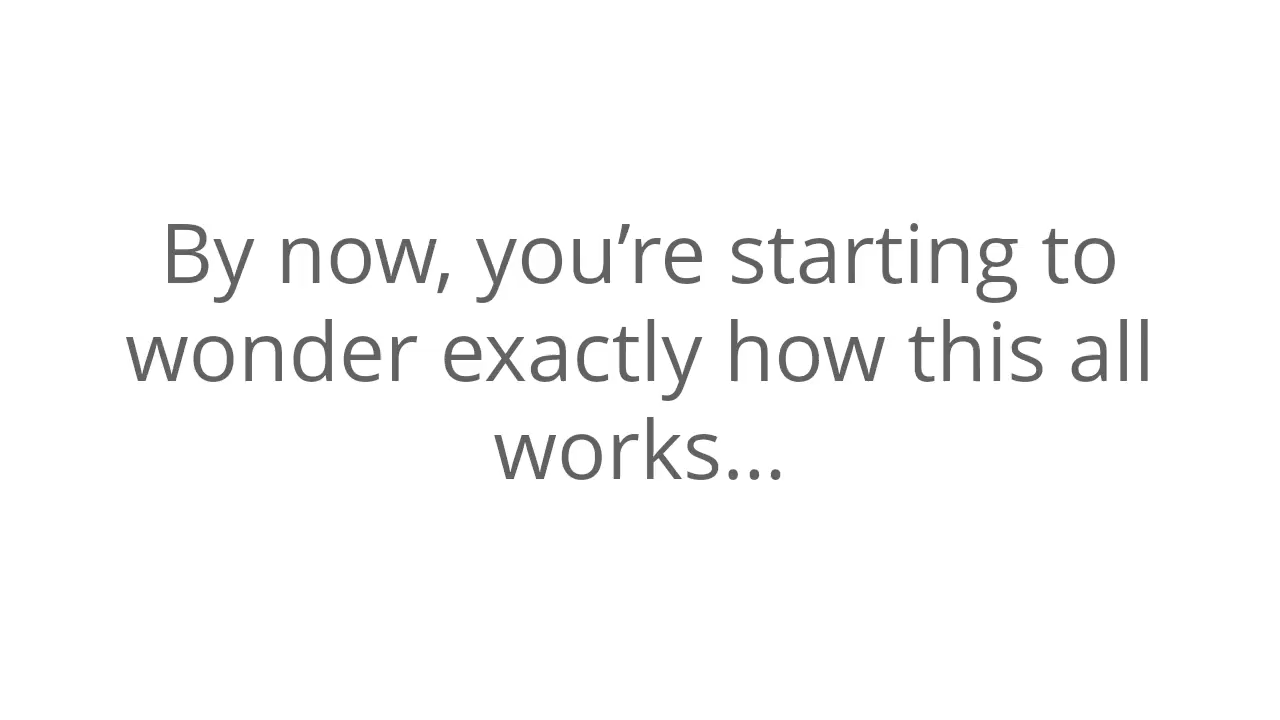 By now, you’re starting to
wonder exactly how this all
works...